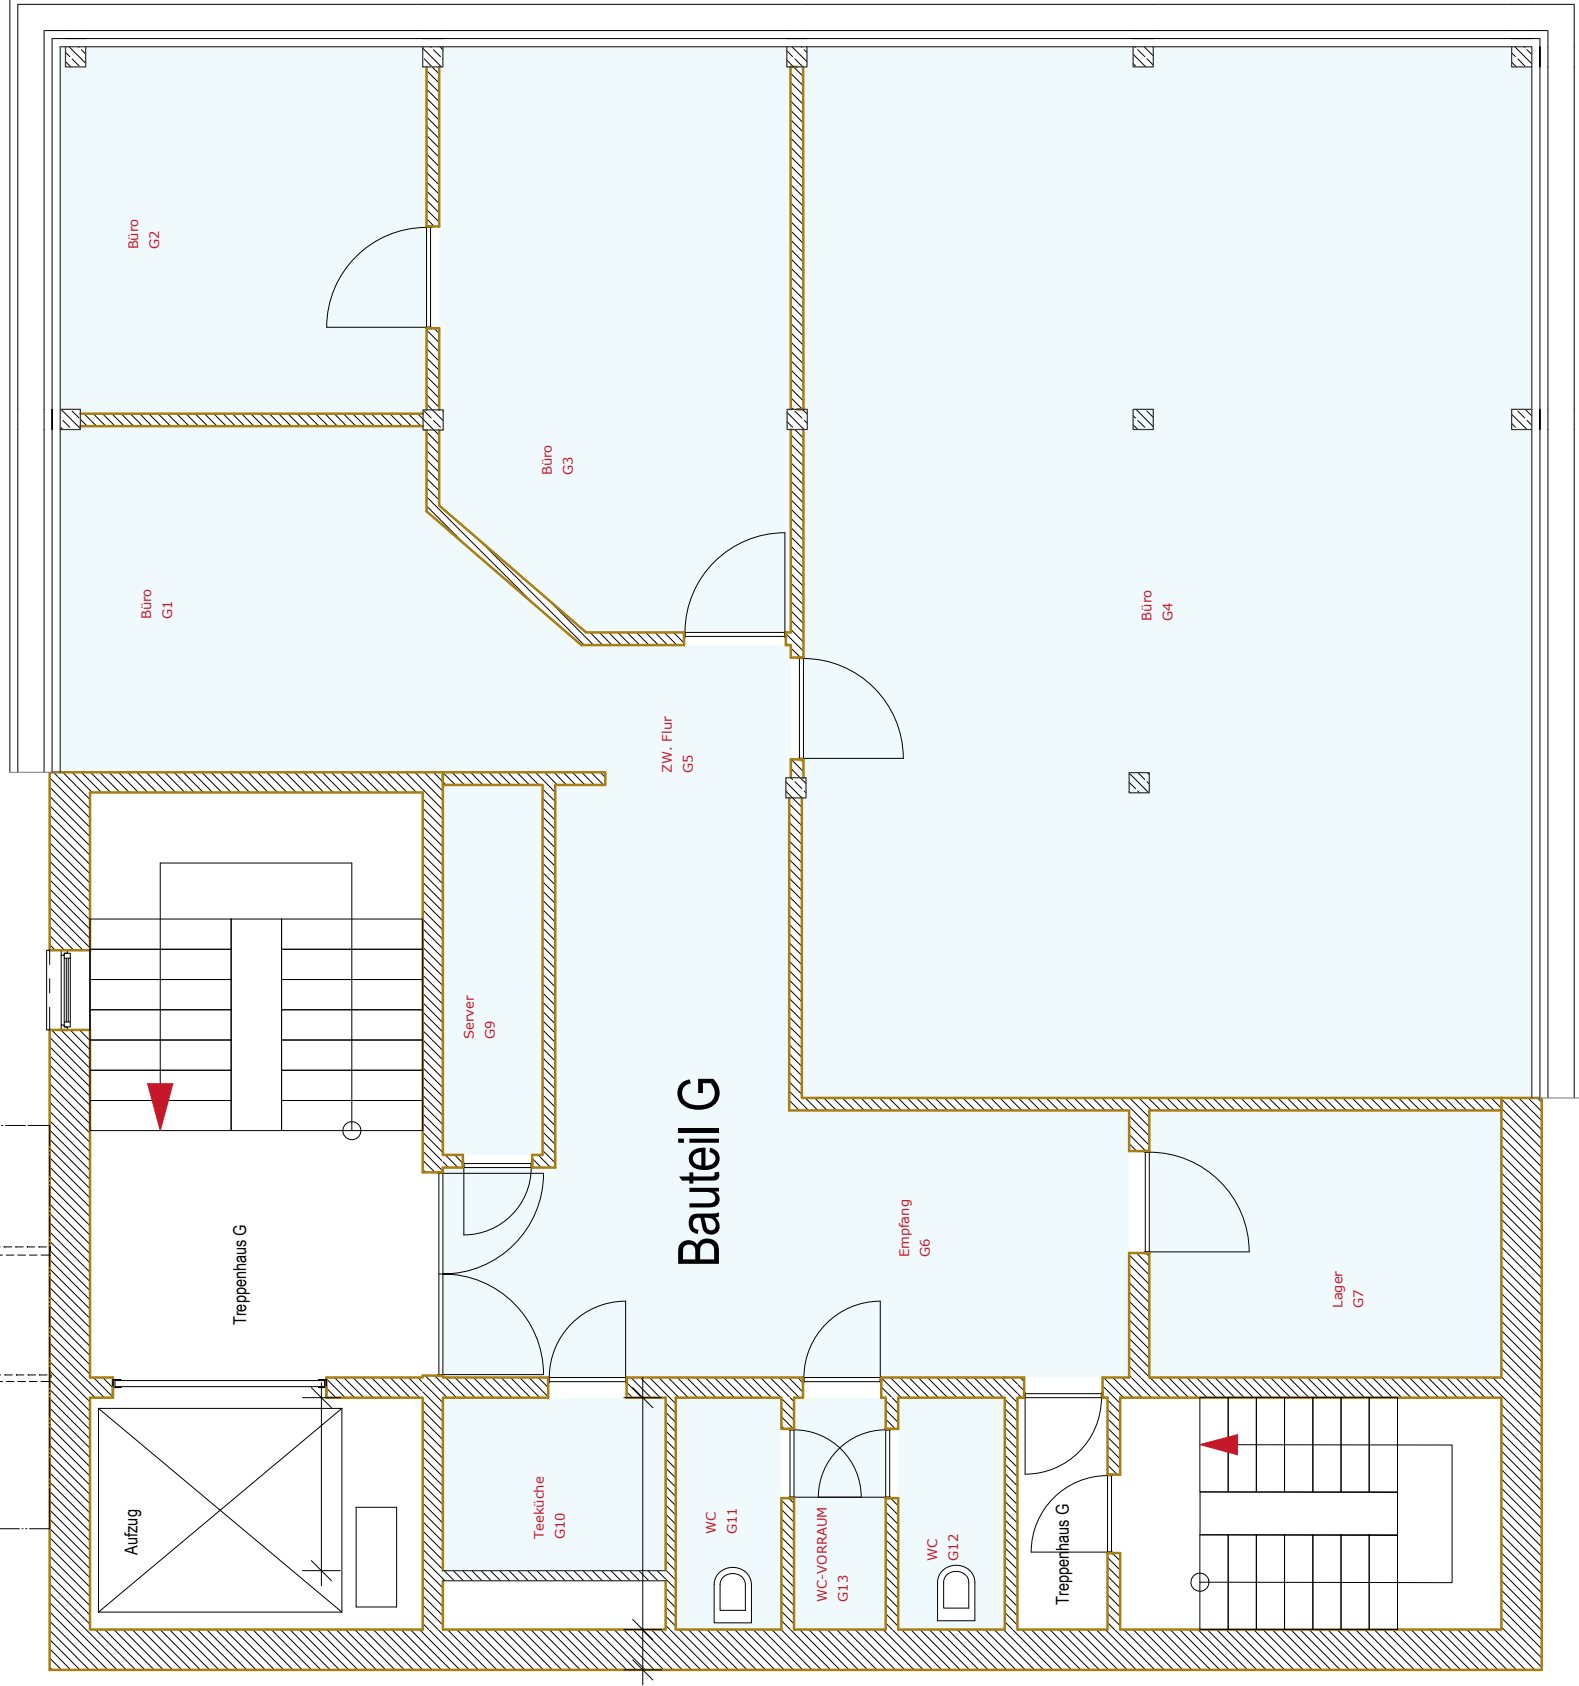 Büro
G2
Büro
G3
Büro
G1
Büro
G4
ZW. Flur
G5
Server
G9
Bauteil G
Treppenhaus G
Empfang
G6
Lager
G7
Aufzug
Teeküche
G10
WC
G11
WC-VORRAUM
G13
WC
G12
Treppenhaus G